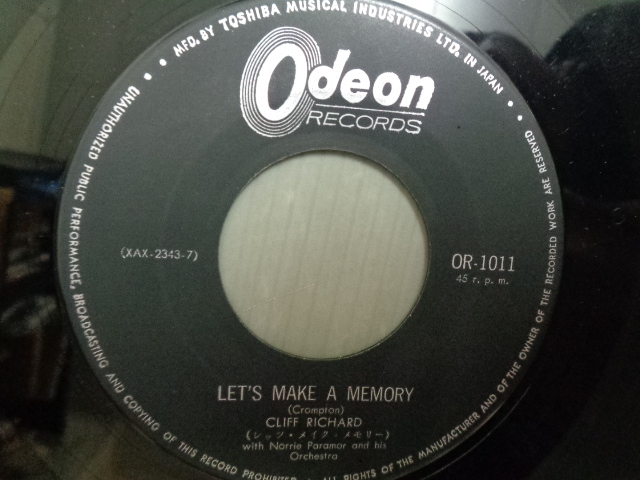 MFD. BY TOSHIBA MUSICAL INDUSTRIES LTD. IN JAPAN • •
Odeon
RECORDS
(XAX-2343-7)
OR-1011
45 r. p. m.
LET'S MAKE A MEMORY
(Crompton)
CLIFF RICHARD
(レッツ・メイク・メモリー)
with Norrie Paramor and his
Orchestra
ALL RIGHTS OF THE MANUFACTURER AND OF THE OWNER OF THE RECORDED WORK ARE RESERVED
UNAUTHORIZED PUBLIC PERFORMANCE, BROADCASTING AND COPYING OF THIS RECORD PROHIBITED